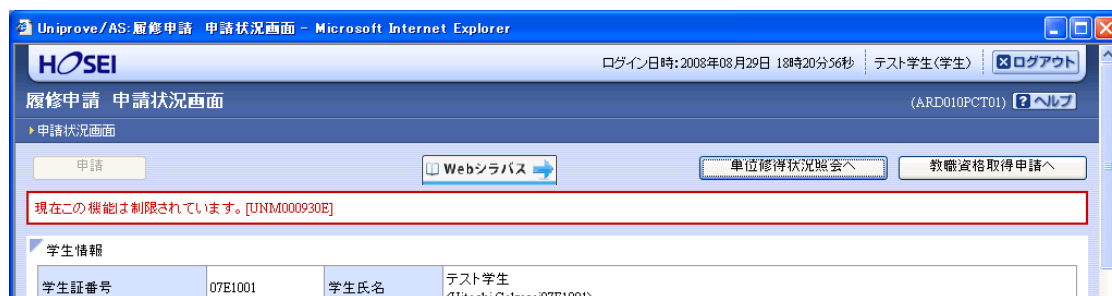 Uniprove/AS:履修申請 申請状況画面 - Microsoft Internet Explorer
HOSEI ログイン日時:2008年08月29日 18時20分56秒 テスト学生(学生) ログアウト
履修申請 申請状況画面 (ARD010PCT01) ? ヘルプ
申請状況画面
申請 Webシラバス 単位修得状況照会へ 教職資格取得申請へ
現在この機能は制限されています。[UNM000930E]
学生情報
学生証番号 07E1001 学生氏名 テスト学生